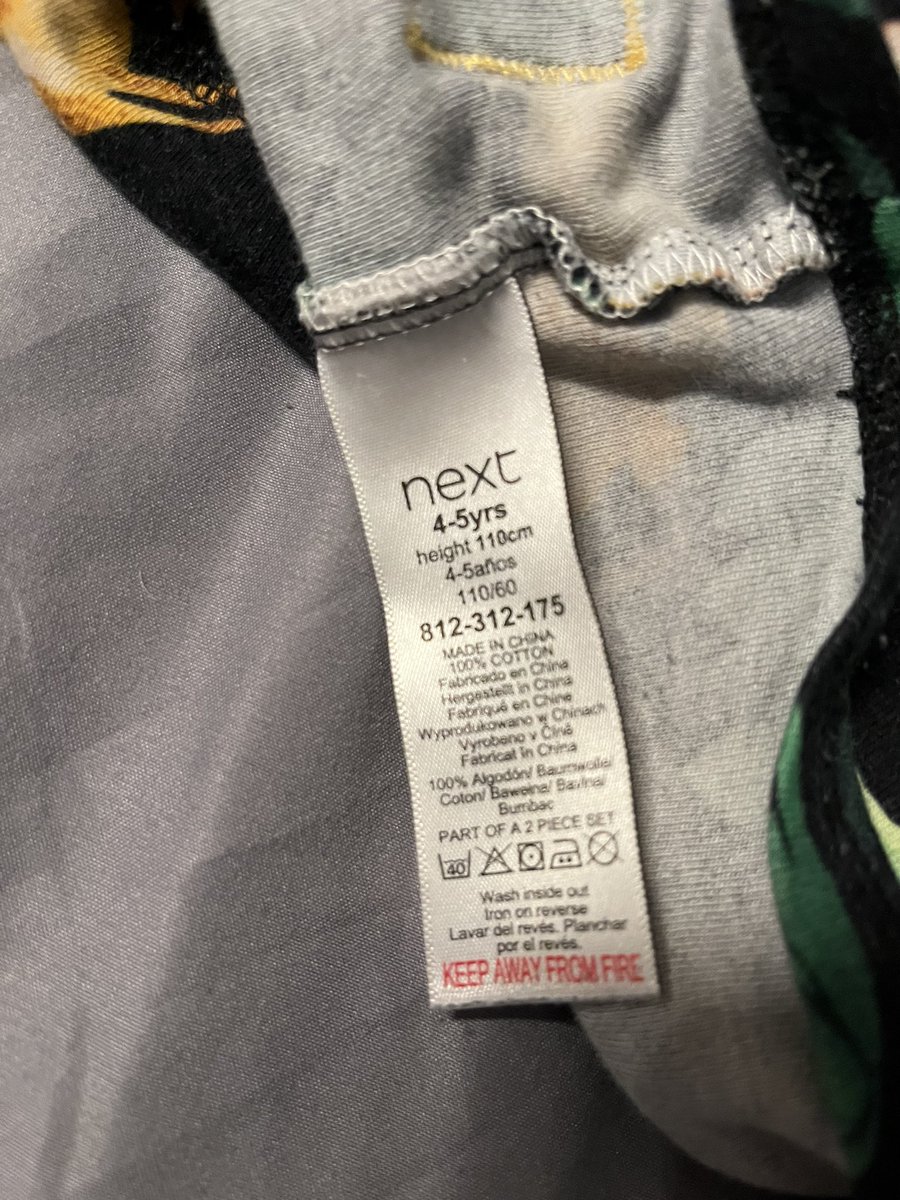 next
4-5yrs
height 110cm
4-5años
110/60
812-312-175
MADE IN CHINA
100% COTTON
Fabricado en China
Hergestellt in China
Fabriqué en Chine
Wyprodukowano w Chinach
Vyrobeno v Číně
Fabricat în China
100% Algodón/ Baumwolle/
Coton/ Bawełna/ Bavlna/
Bumbac
PART OF A 2 PIECE SET
40
Wash inside out
Iron on reverse
Lavar del revés. Planchar
por el revés.
KEEP AWAY FROM FIRE